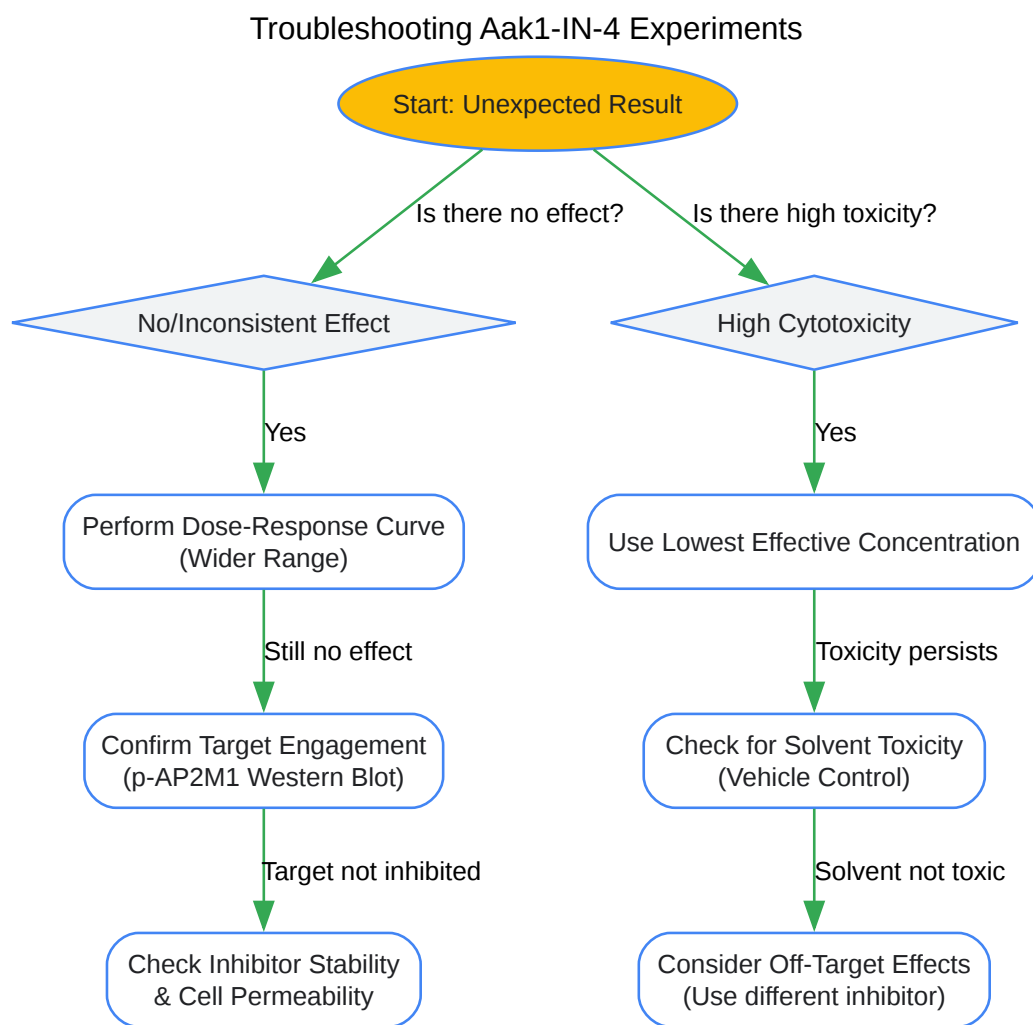 Troubleshooting Aak1-IN-4 Experiments
Start: Unexpected Result
Is there no effect?
Is there high toxicity?
No/Inconsistent Effect
High Cytotoxicity
Yes
Yes
Perform Dose-Response Curve
(Wider Range)
Use Lowest Effective Concentration
Still no effect
Toxicity persists
Confirm Target Engagement
(p-AP2M1 Western Blot)
Check for Solvent Toxicity
(Vehicle Control)
Target not inhibited
Solvent not toxic
Check Inhibitor Stability
& Cell Permeability
Consider Off-Target Effects
(Use different inhibitor)